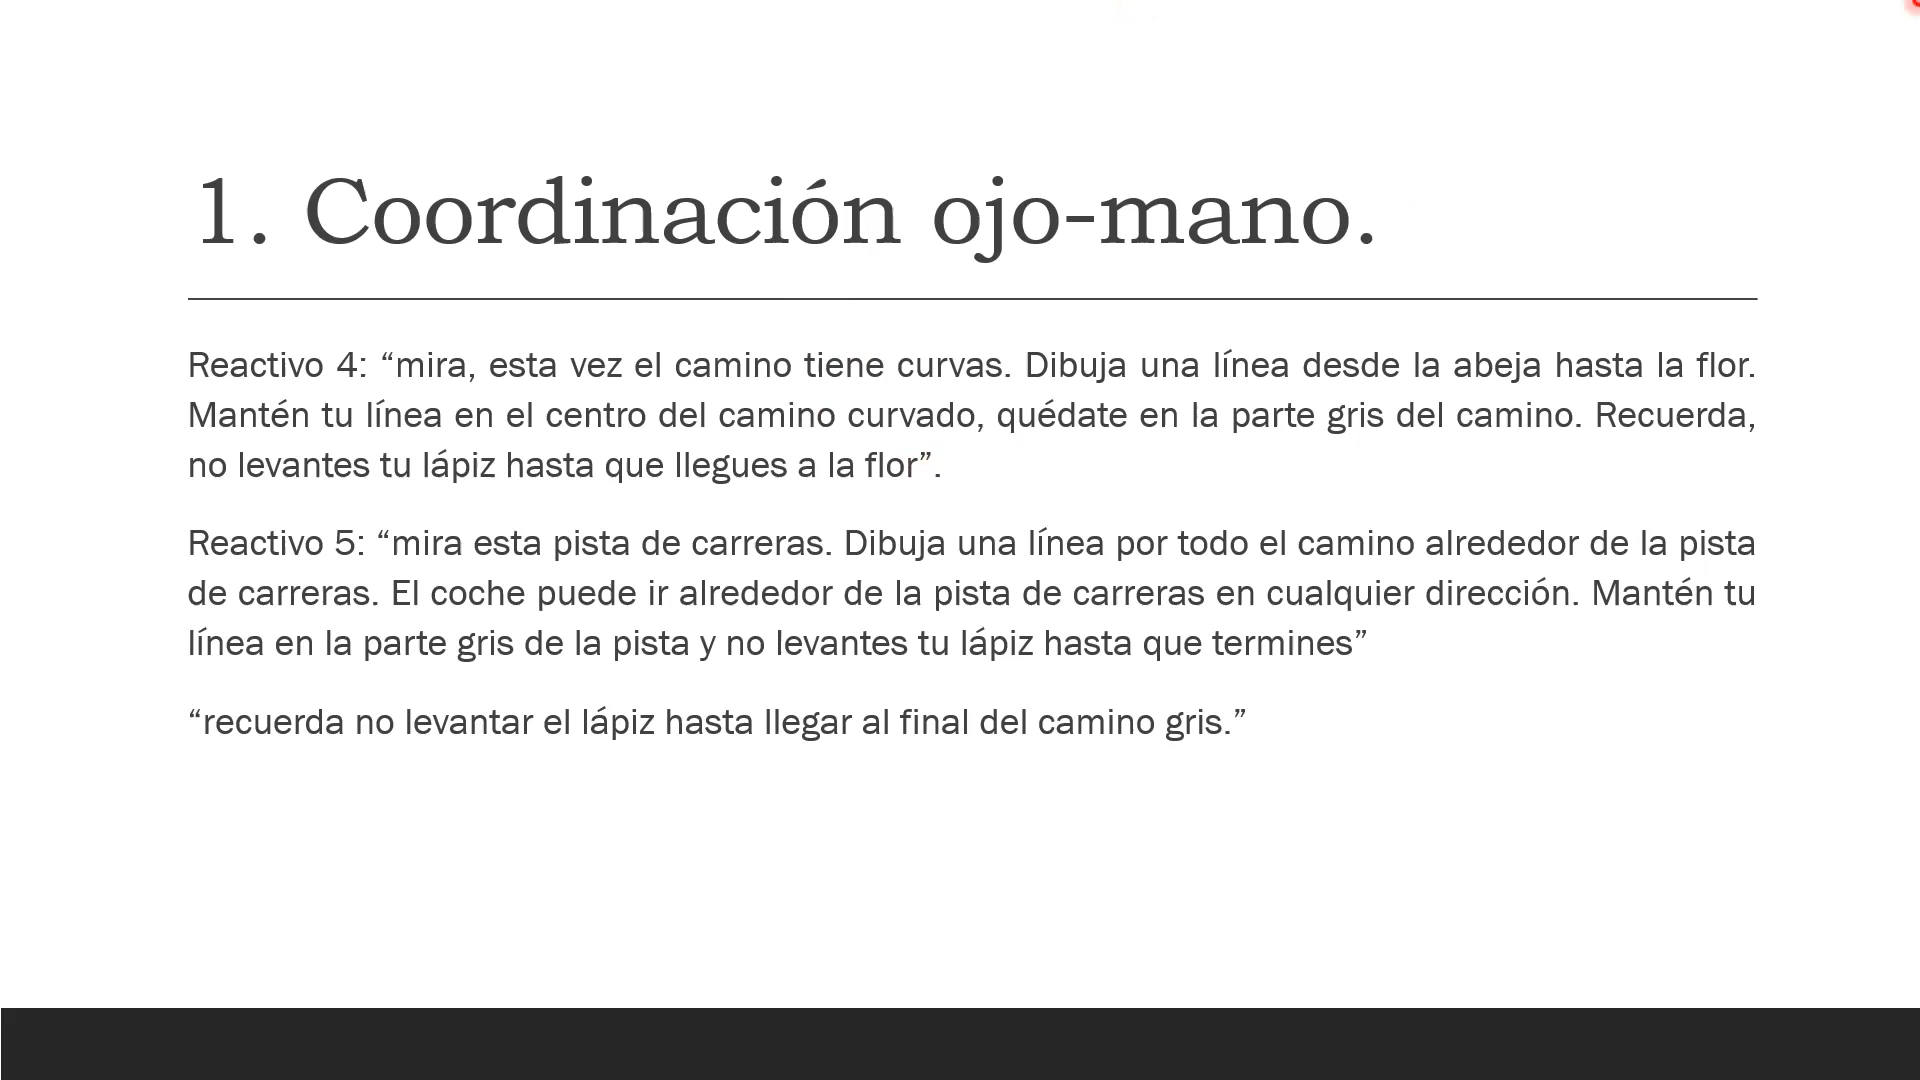 1. Coordinación ojo-mano.
Reactivo 4: “mira, esta vez el camino tiene curvas. Dibuja una línea desde la abeja hasta la flor.
Mantén tu línea en el centro del camino curvado, quédate en la parte gris del camino. Recuerda,
no levantes tu lápiz hasta que llegues a la flor”.
Reactivo 5: “mira esta pista de carreras. Dibuja una línea por todo el camino alrededor de la pista
de carreras. El coche puede ir alrededor de la pista de carreras en cualquier dirección. Mantén tu
línea en la parte gris de la pista y no levantes tu lápiz hasta que termines”
“recuerda no levantar el lápiz hasta llegar al final del camino gris.”